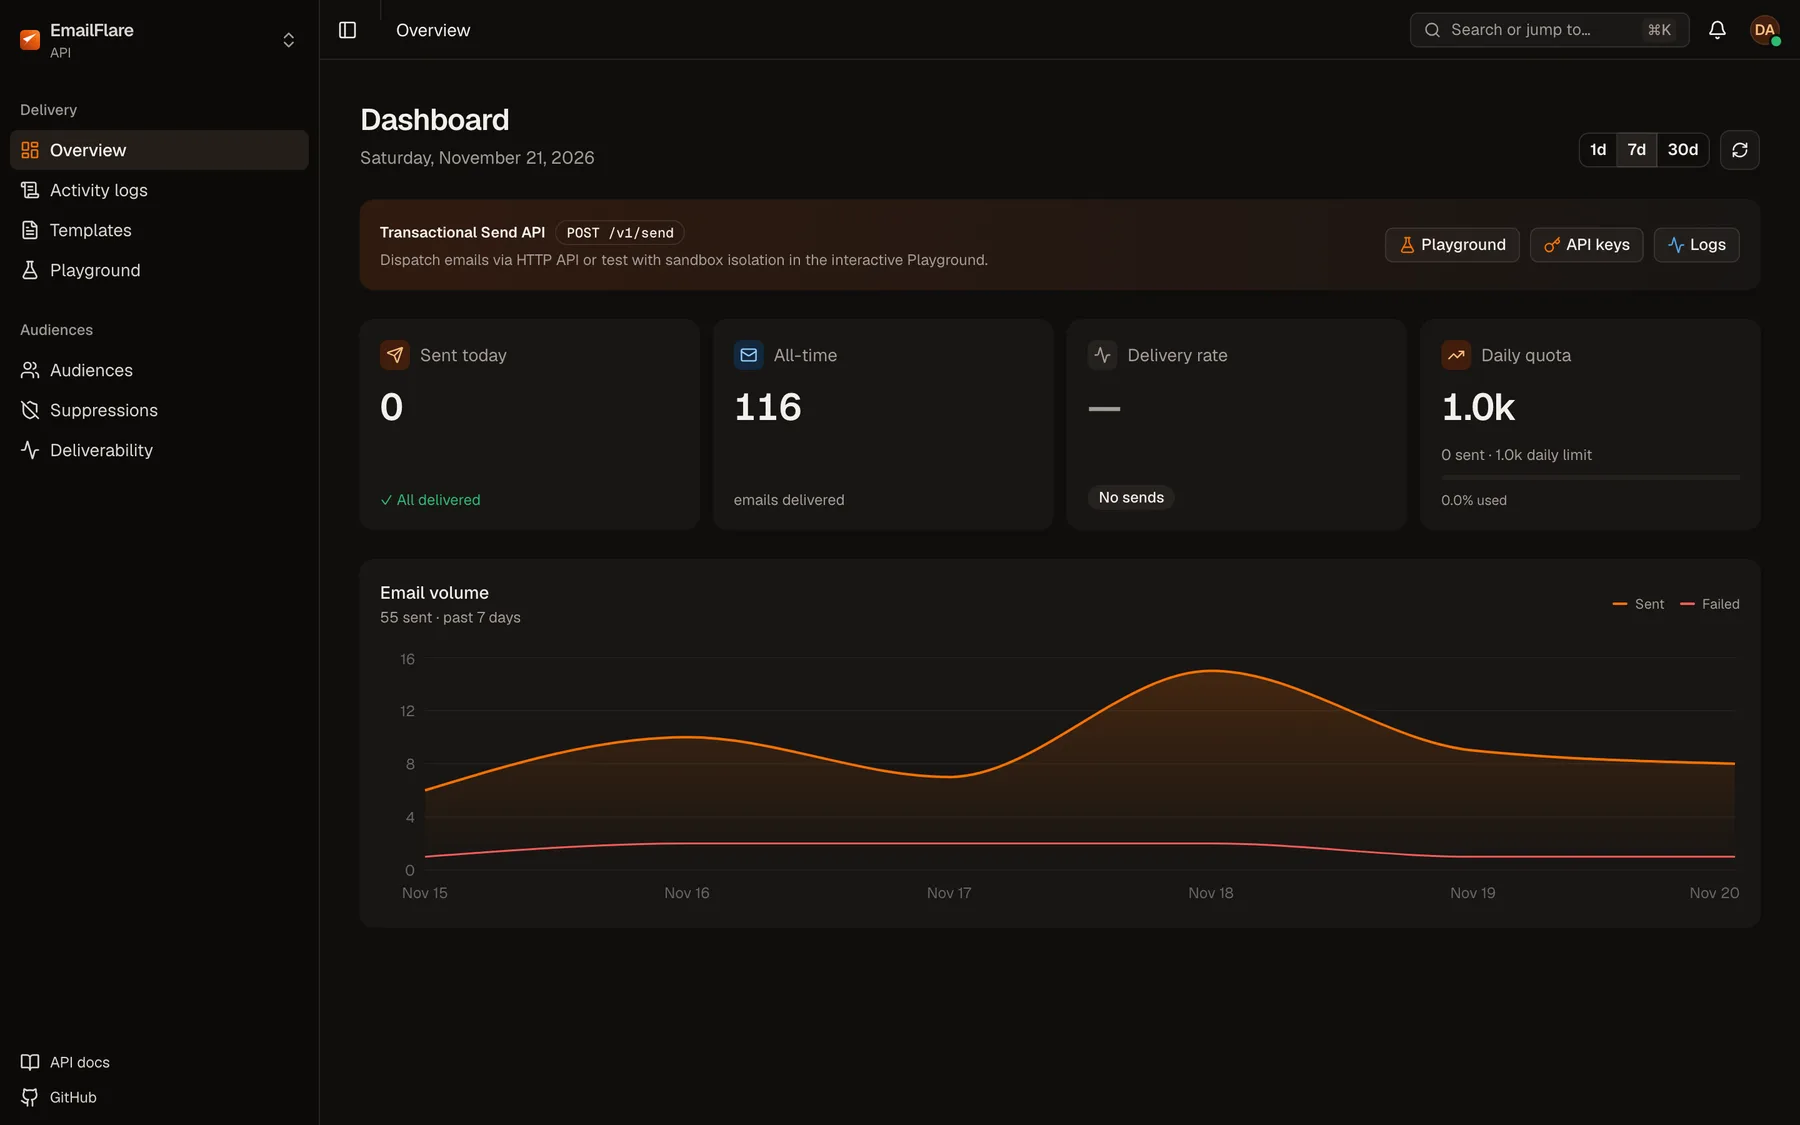 EmailFlare
API
Delivery
Overview
Activity logs
Templates
Playground
Audiences
Audiences
Suppressions
Deliverability
API docs
GitHub
Overview
Search or jump to...
⌘K
DA
Dashboard
Saturday, November 21, 2026
1d 7d 30d
Transactional Send API POST /v1/send
Dispatch emails via HTTP API or test with sandbox isolation in the interactive Playground.
Playground
API keys
Logs
Sent today
0
✓ All delivered
All-time
116
emails delivered
Delivery rate
—
No sends
Daily quota
1.0k
0 sent · 1.0k daily limit
0.0% used
Email volume
55 sent · past 7 days
Sent Failed
16
12
8
4
0
Nov 15 Nov 16 Nov 17 Nov 18 Nov 19 Nov 20